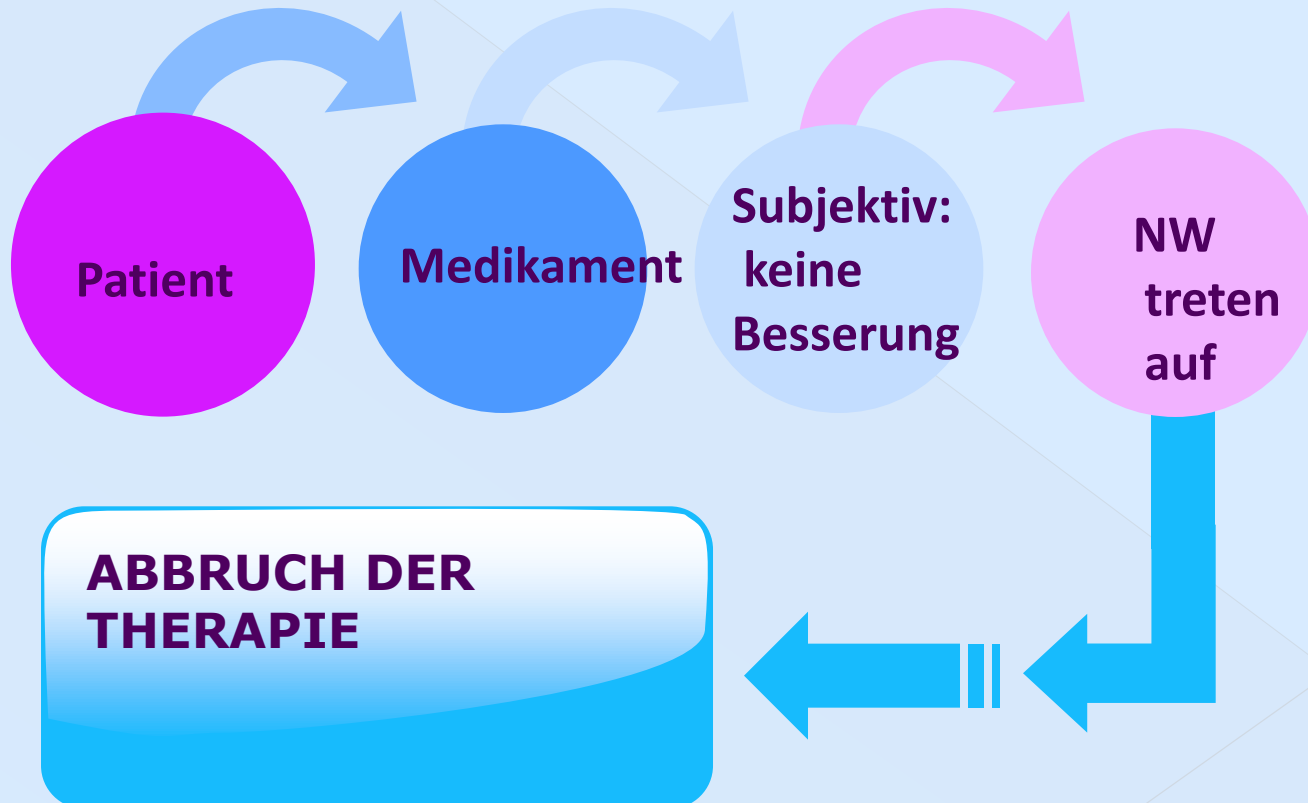 Patient
Medikament
Subjektiv:
keine
Besserung
NW
treten
auf
ABBRUCH DER
THERAPIE